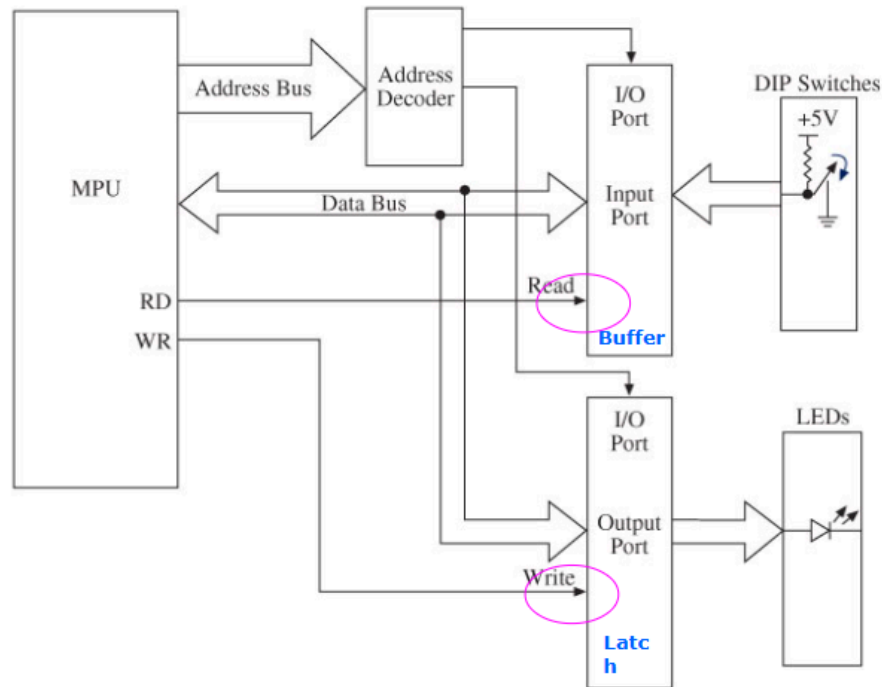 MPU
Address Bus
Address
Decoder
I/O
Port
DIP Switches
+5V
Data Bus
Input
Port
RD
Read
WR
Buffer
I/O
Port
LEDs
Output
Port
Write
Latc
h